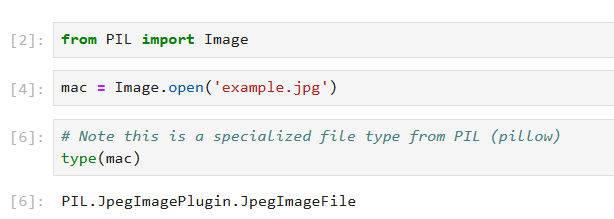 [2]: from PIL import Image
[4]: mac = Image.open('example.jpg')
[6]: # Note this is a specialized file type from PIL (pillow)
type(mac)
[6]: PIL.JpegImagePlugin.JpegImageFile